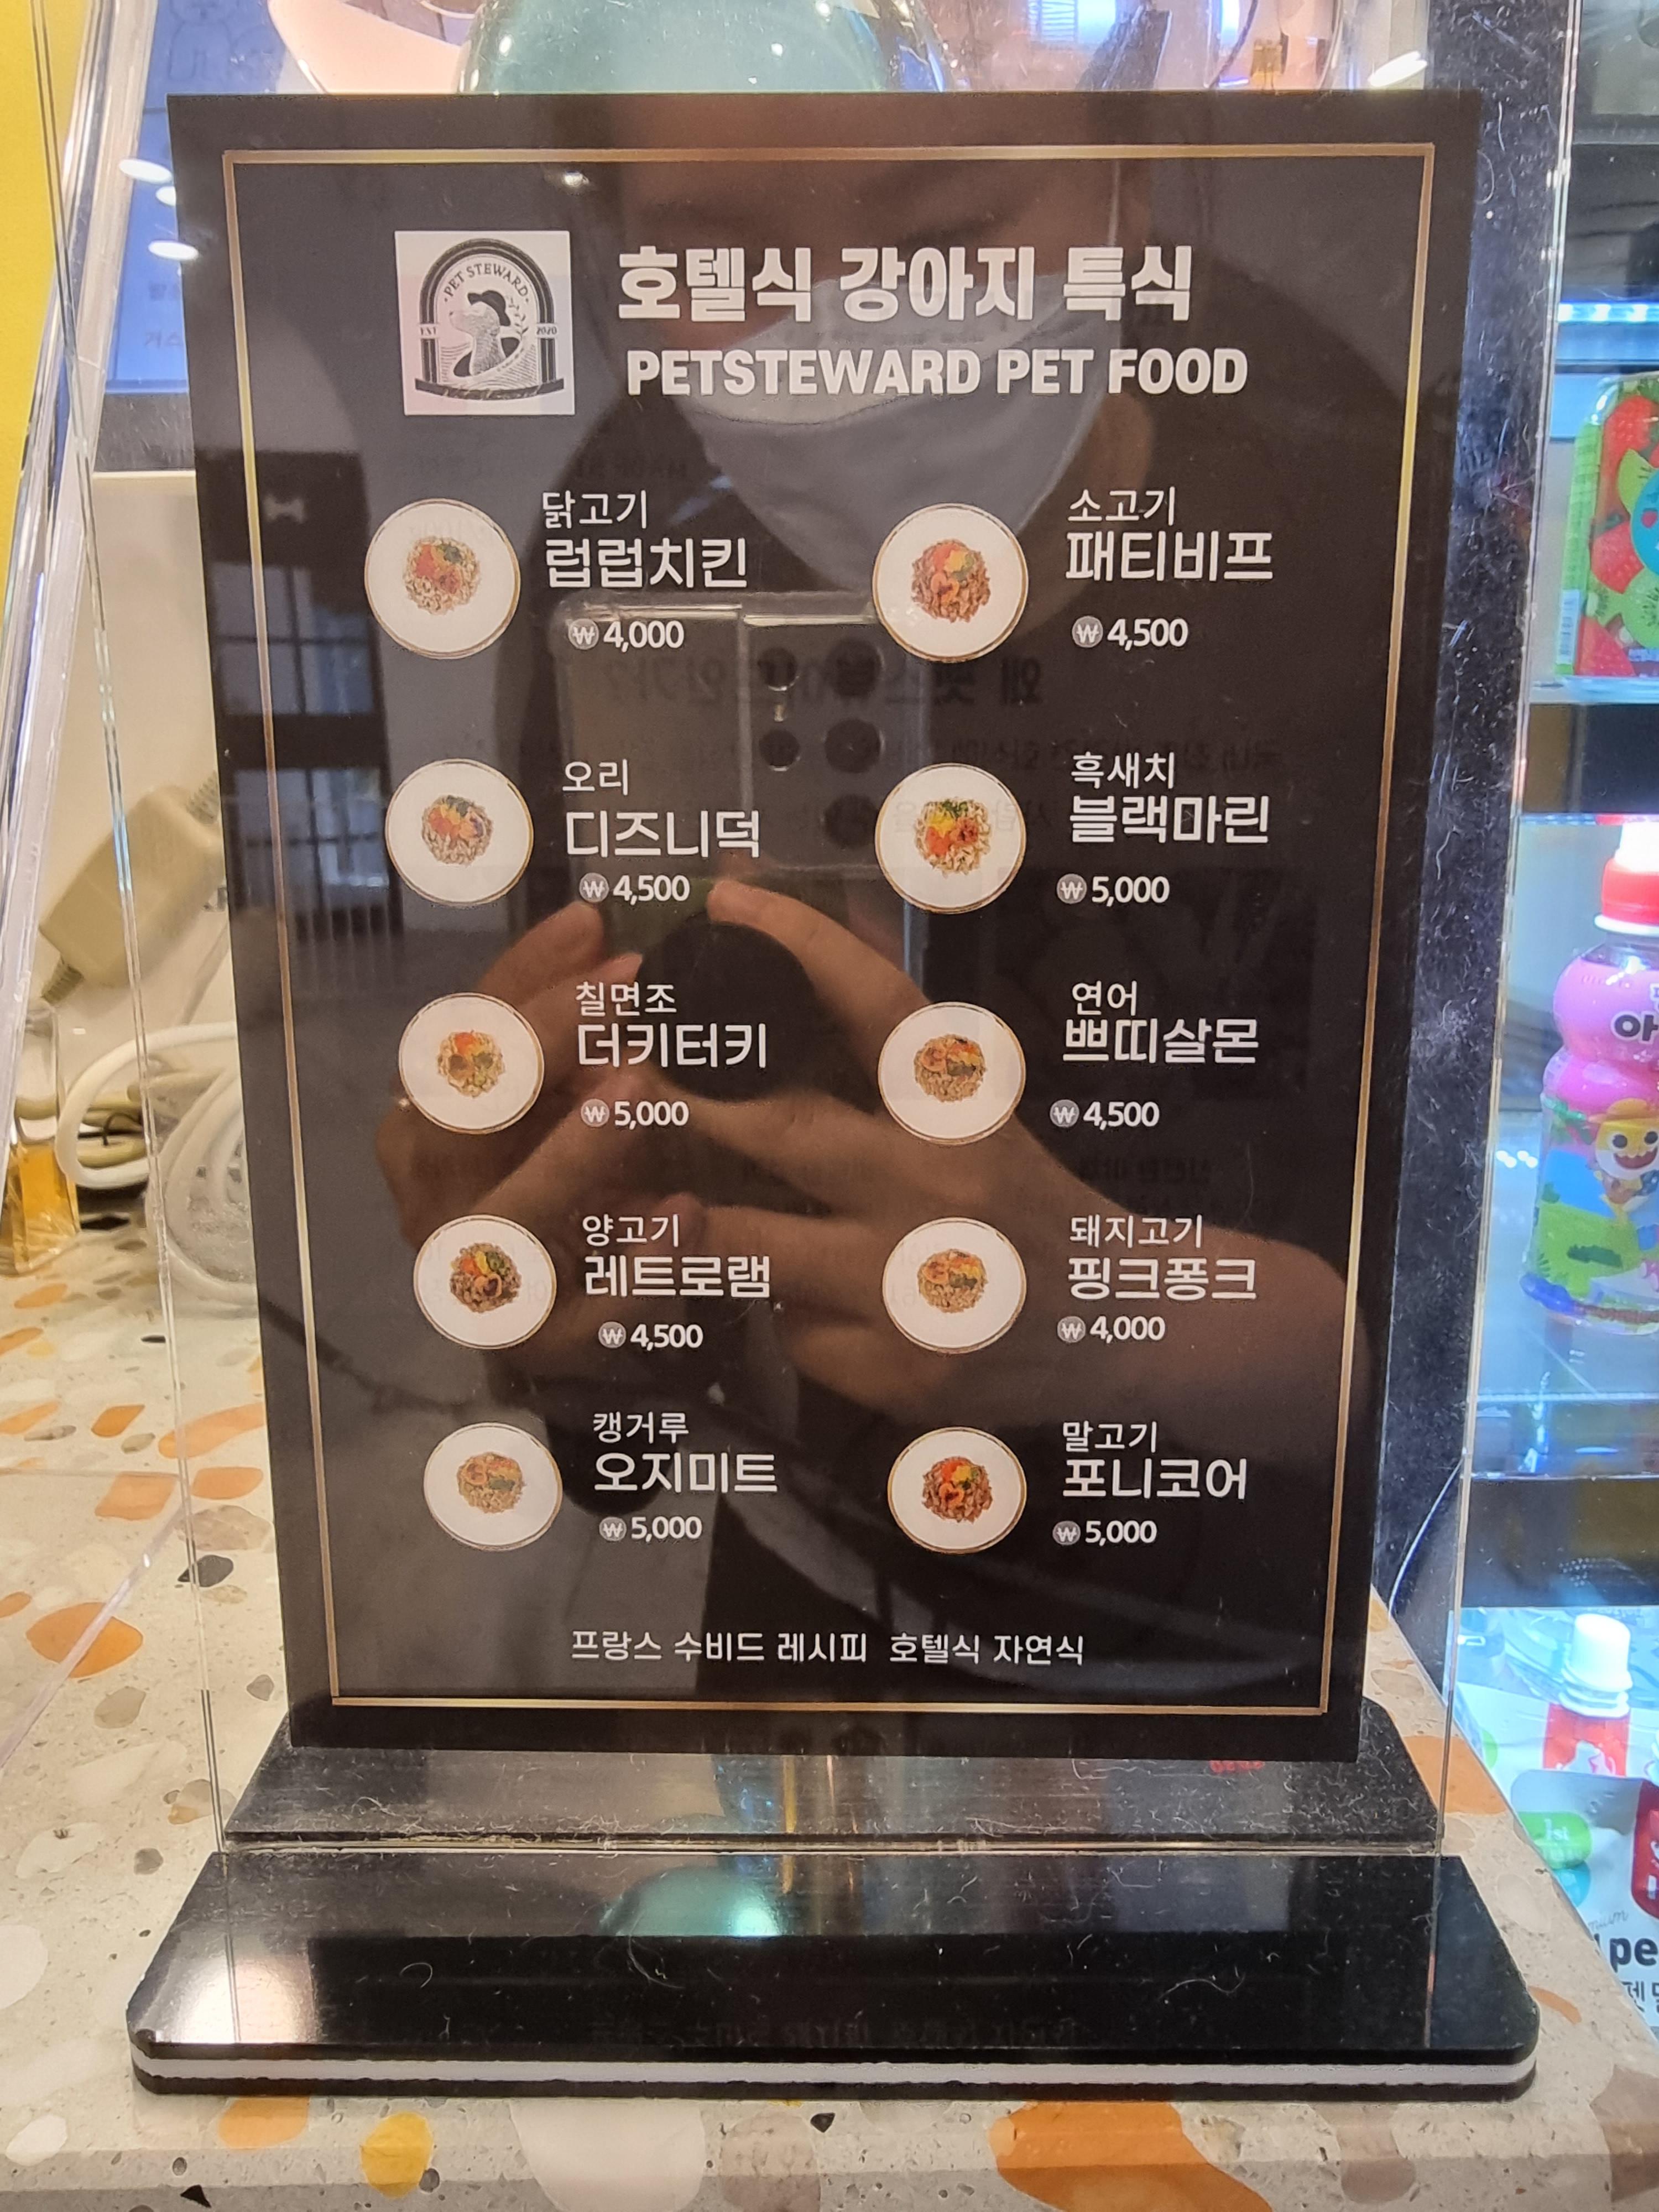 PET STEWARD
EST 2020
호텔식 강아지 특식
PETSTEWARD PET FOOD
닭고기
럽럽치킨
₩4,000
소고기
패티비프
₩4,500
오리
디즈니덕
₩4,500
흑새치
블랙마린
₩5,000
칠면조
더키터키
₩5,000
연어
쁘띠살몬
₩4,500
양고기
레트로램
₩4,500
돼지고기
핑크퐁크
₩4,000
캥거루
오지미트
₩5,000
말고기
포니코어
₩5,000
프랑스 수비드 레시피 호텔식 자연식